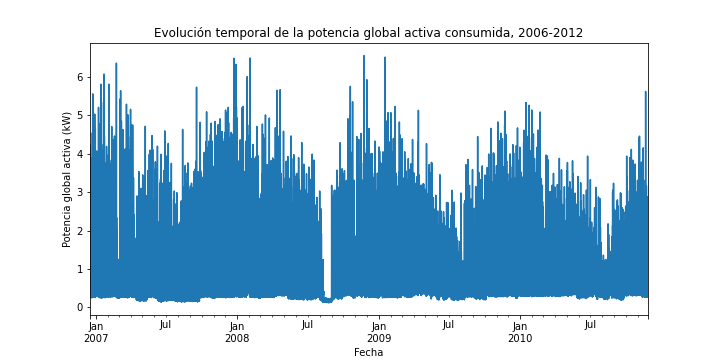 Evolución temporal de la potencia global activa consumida, 2006-2012
Potencia global activa (kW)
6
5
4
3
2
1
0
Jan Jul Jan Jul Jan Jul Jan Jul
2007 2008 2009 2010
Fecha